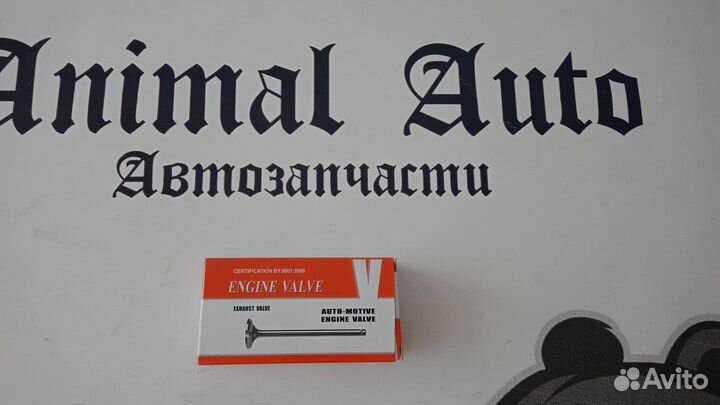 Animal Auto
Автозапчасти
CERTIFICATION BY 9001:2000
ENGINE VALVE
V
EXHAUST VALVE
AUTO-MOTIVE
ENGINE VALVE
Avito